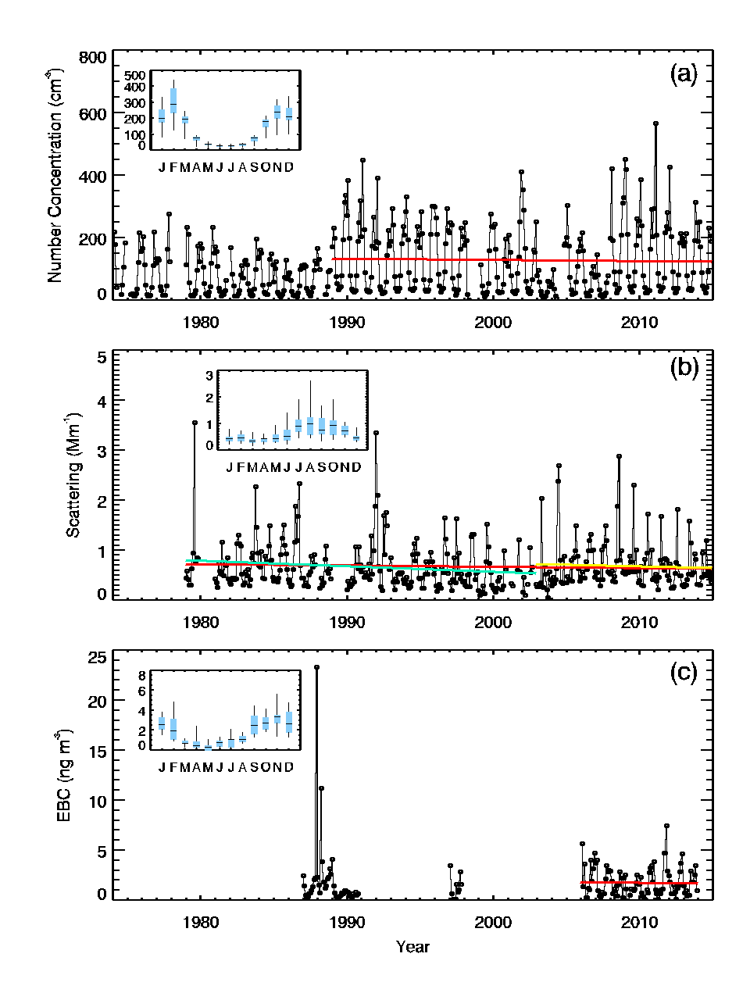 (a)
Number Concentration (cm⁻³)
800
600
400
200
0
500
400
300
200
100
0
J F M A M J J A S O N D
1980 1990 2000 2010
(b)
Scattering (Mm⁻¹)
5
4
3
2
1
0
3
2
1
0
J F M A M J J A S O N D
1980 1990 2000 2010
(c)
EBC (ng m⁻³)
25
20
15
10
5
0
8
6
4
2
0
J F M A M J J A S O N D
1980 1990 2000 2010
Year